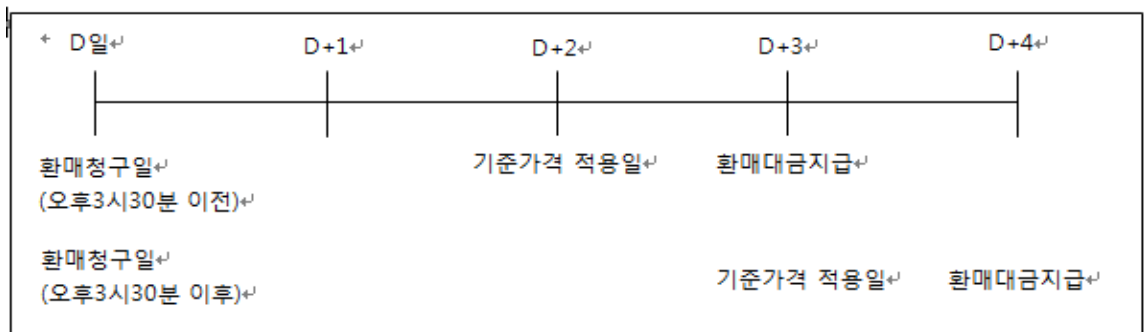 D일 D+1 D+2 D+3 D+4
환매청구일 기준가격 적용일 환매대금지급
(오후3시30분 이전)
환매청구일
(오후3시30분 이후) 기준가격 적용일 환매대금지급